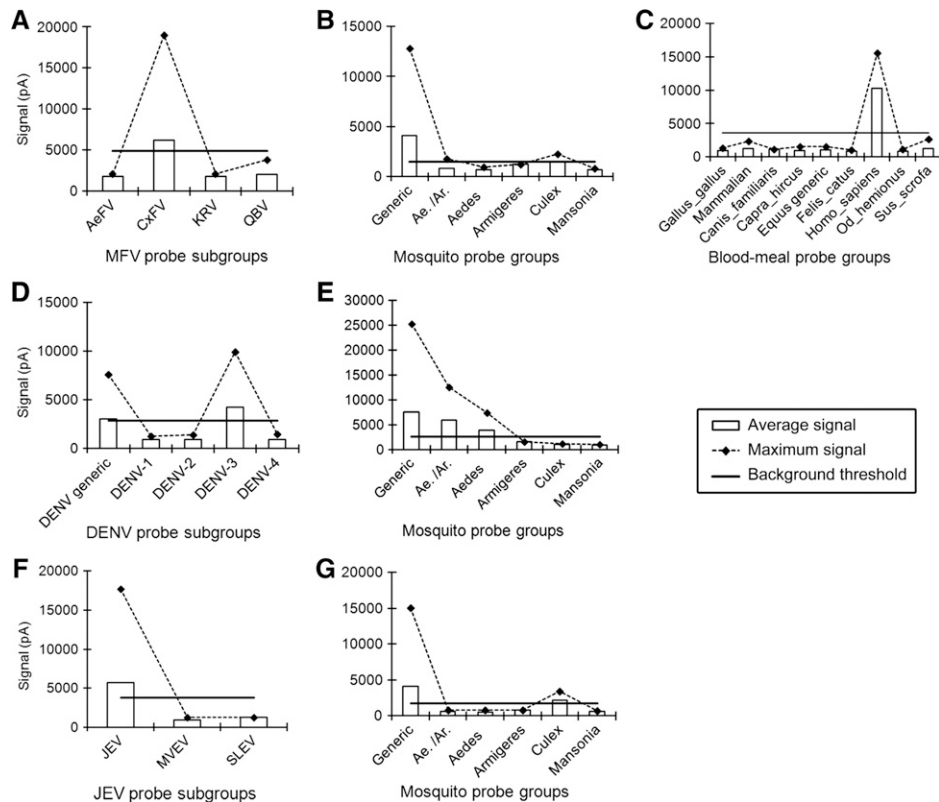 A
Signal (pA)
20000
15000
10000
5000
0
AeFV
CxFV
KRV
QBV
MFV probe subgroups
B
15000
10000
5000
0
Generic
Ae. /Ar.
Aedes
Armigeres
Culex
Mansonia
Mosquito probe groups
C
20000
15000
10000
5000
0
Gallus_gallus
Mammalian
Canis_familiaris
Capra_hircus
Equus generic
Felis_catus
Homo_sapiens
Od_hemionus
Sus_scrofa
Blood-meal probe groups
D
Signal (pA)
15000
10000
5000
0
DENV generic
DENV-1
DENV-2
DENV-3
DENV-4
DENV probe subgroups
E
30000
25000
20000
15000
10000
5000
0
Generic
Ae. /Ar.
Aedes
Armigeres
Culex
Mansonia
Mosquito probe groups
Average signal
Maximum signal
Background threshold
F
Signal (pA)
20000
15000
10000
5000
0
JEV
MVEV
SLEV
JEV probe subgroups
G
20000
15000
10000
5000
0
Generic
Ae. /Ar.
Aedes
Armigeres
Culex
Mansonia
Mosquito probe groups